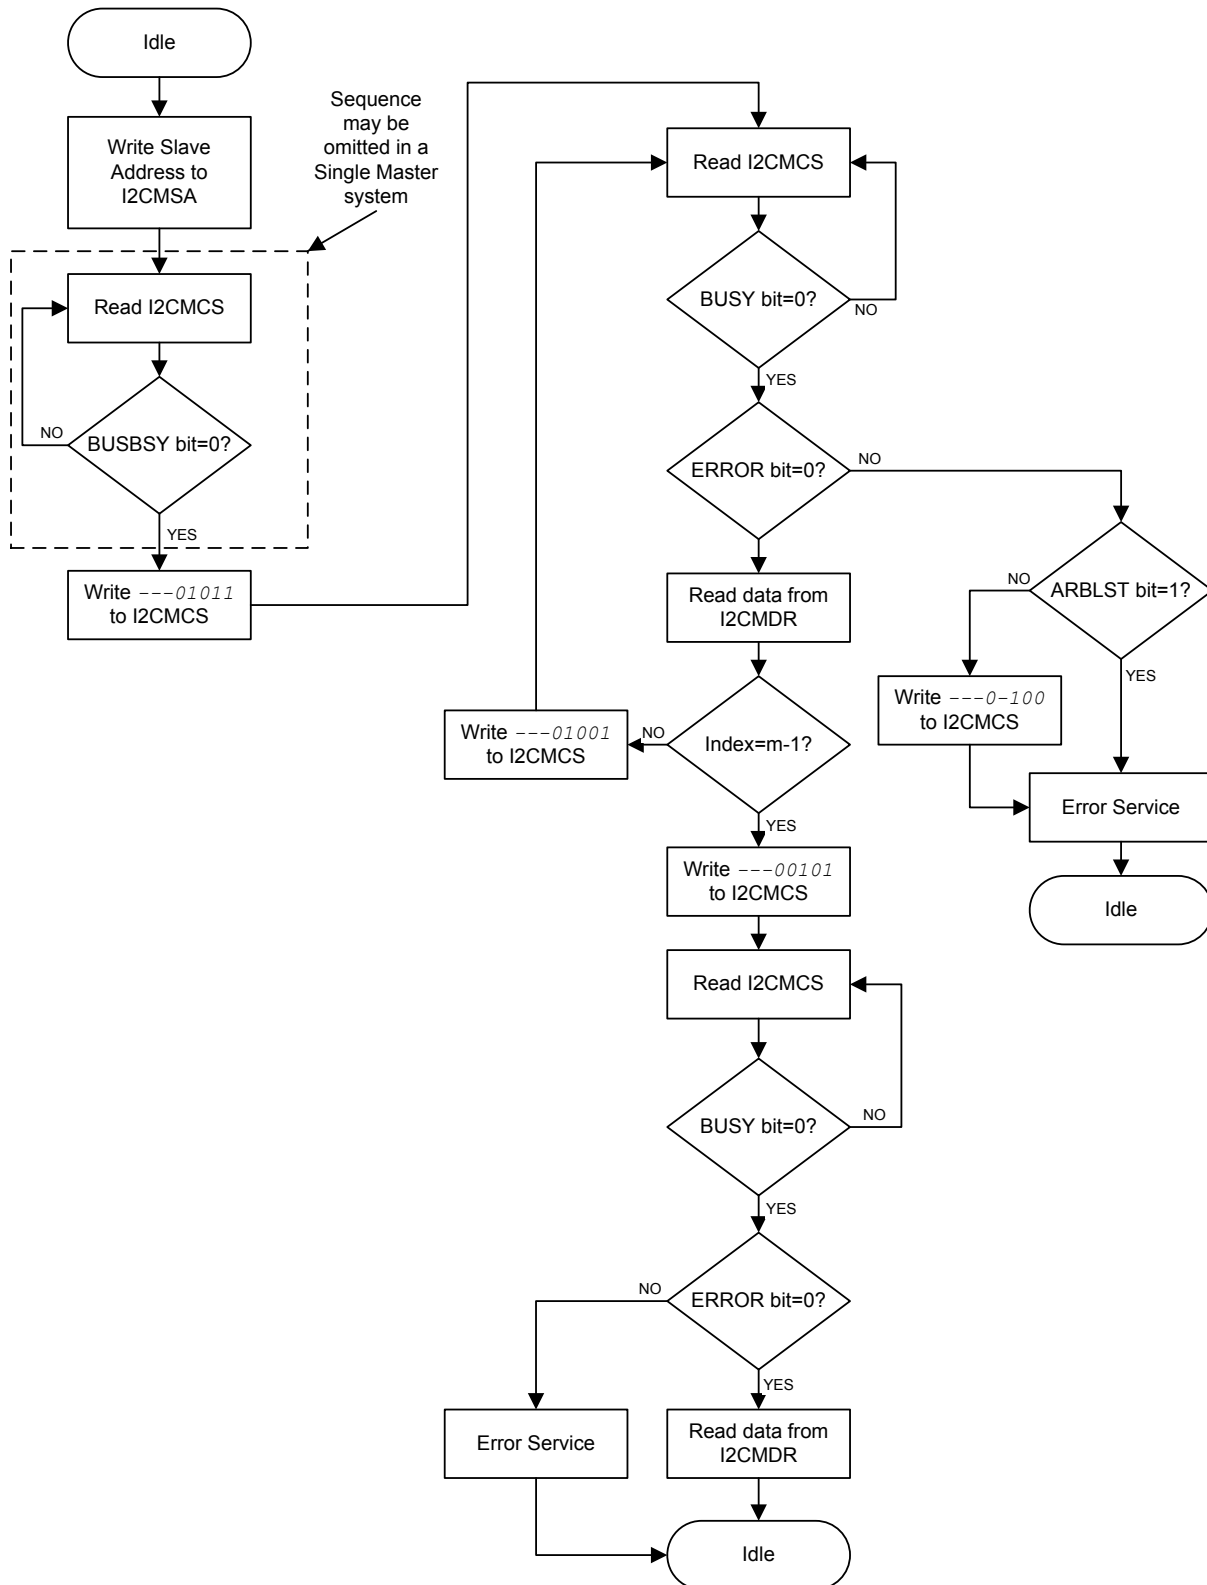 Idle
Write Slave
Address to
I2CMSA
Sequence
may be
omitted in a
Single Master
system
Read I2CMCS
BUSBSY bit=0?
NO
YES
Write ---01011
to I2CMCS
Read I2CMCS
BUSY bit=0?
NO
YES
ERROR bit=0?
NO
ARBLST bit=1?
NO
YES
Write ---0-100
to I2CMCS
Error Service
Idle
Read data from
I2CMDR
Index=m-1?
NO
Write ---01001
to I2CMCS
YES
Write ---00101
to I2CMCS
Read I2CMCS
BUSY bit=0?
NO
YES
ERROR bit=0?
NO
YES
Error Service
Read data from
I2CMDR
Idle